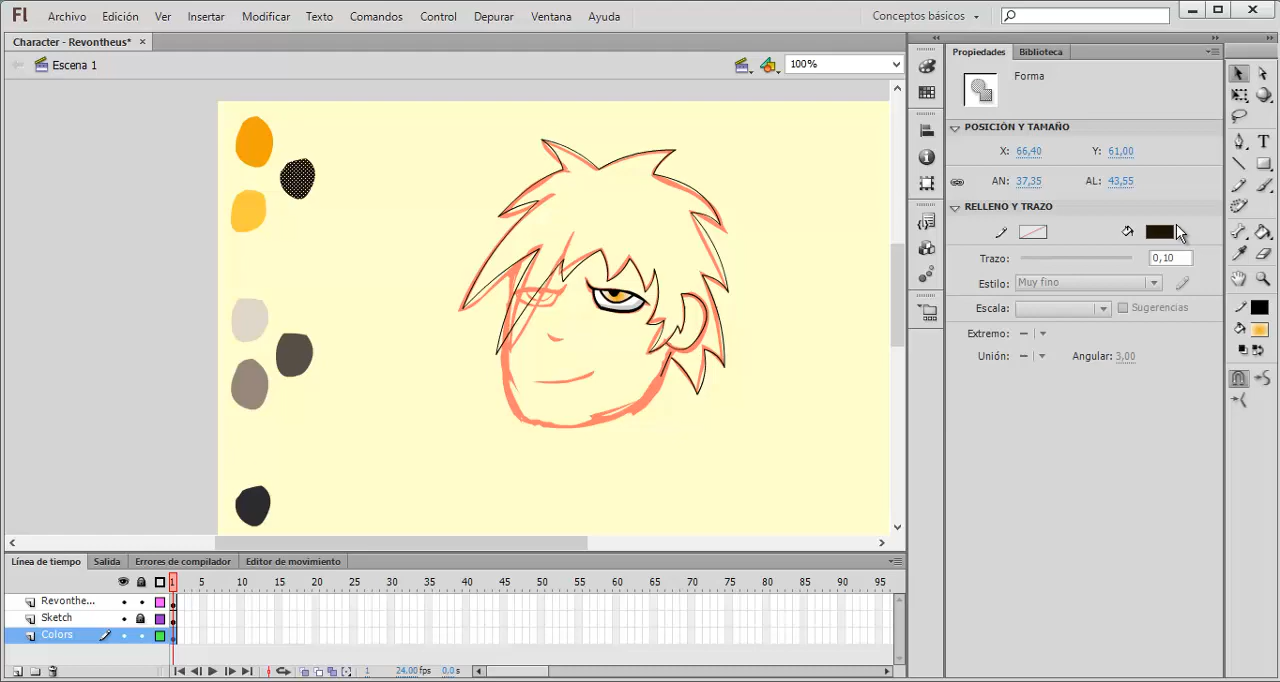 Fl Archivo Edición Ver Insertar Modificar Texto Comandos Control Depurar Ventana Ayuda Conceptos básicos
Character - Revontheus*
Escena 1
100%
Propiedades Biblioteca
Forma
POSICIÓN Y TAMAÑO
X: 66,40 Y: 61,00
AN: 37,35 AL: 43,55
RELLENO Y TRAZO
Trazo: 0,10
Estilo: Muy fino
Escala: Sugerencias
Extremo:
Unión: Angular: 3,00
Línea de tiempo Salida Errores de compilador Editor de movimiento
1 5 10 15 20 25 30 35 40 45 50 55 60 65 70 75 80 85 90 95
Revonthe...
Sketch
Colors
1 24.00 fps 0.0 s